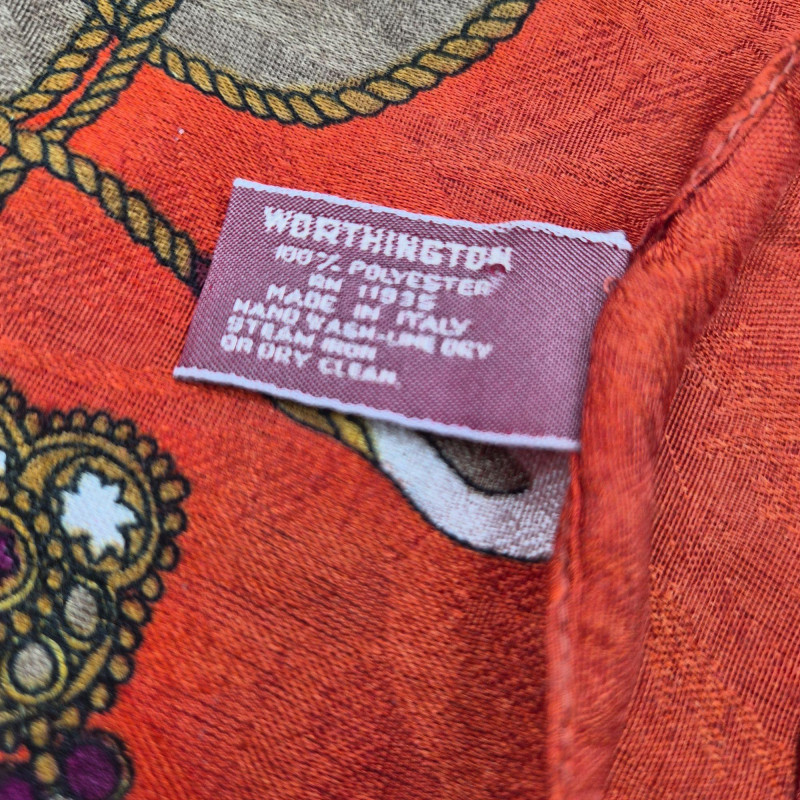 WORTHINGTON
100% POLYESTER
RN 11935
MADE IN ITALY
HAND WASH-LINE DRY
STEAM IRON
OR DRY CLEAN.